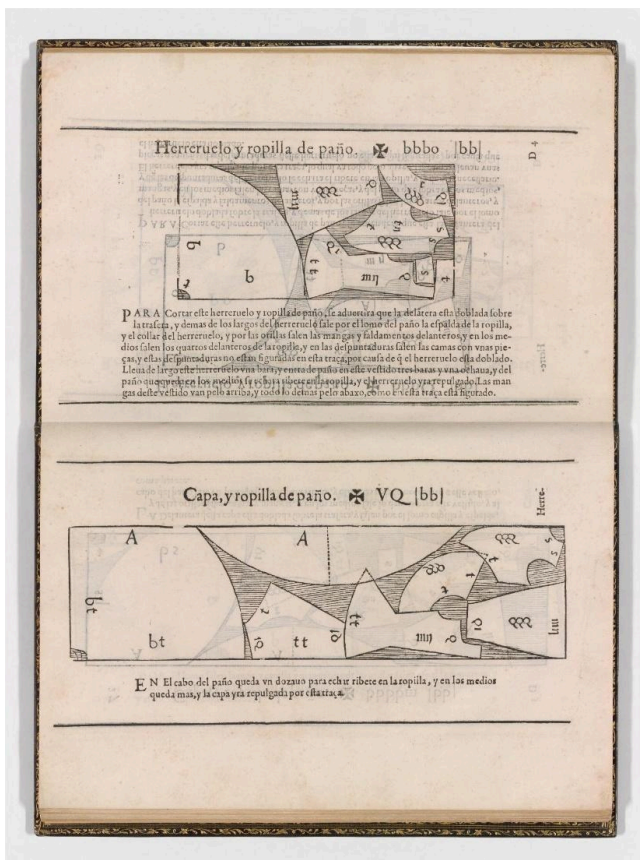 Herreruelo y ropilla de paño. ✠ bbbo |bb|
D 4
PARA Cortar este herreruelo y ropilla de paño, se aduertira que la delãtera esta doblada sobre
la trasera, y demas de los largos del herreruelo sale por el lomo del paño la espalda de la ropilla,
y el collar del herreruelo, y por las orillas salen las mangas y faldamentos delanteros, y en los me-
dios salen los quartos delanteros de la ropilla, y en las despuntaduras salen las camas con vnas pie-
ças, y estas despuntaduras no estan figuradas en esta traça, por causa de q̃ el herreruelo esta doblado.
Lleua de largo este herreruelo vna bara, y entra de paño en este vestido tres baras y vna ochaua, y del
paño que queda en los medios se echara ribete en la ropilla, y el herreruelo yra repulgado. Las man
gas deste vestido van pelo arriba, y todo lo demas pelo abaxo, como en esta traça esta figurado.
Capa, y ropilla de paño. ✠ VQ |bb|
Herre-
A
A
bt
bt
tt
tt
EN El cabo del paño queda vn dozauo para echar ribete en la ropilla, y en los medios
queda mas, y la capa yra repulgada por esta traça.